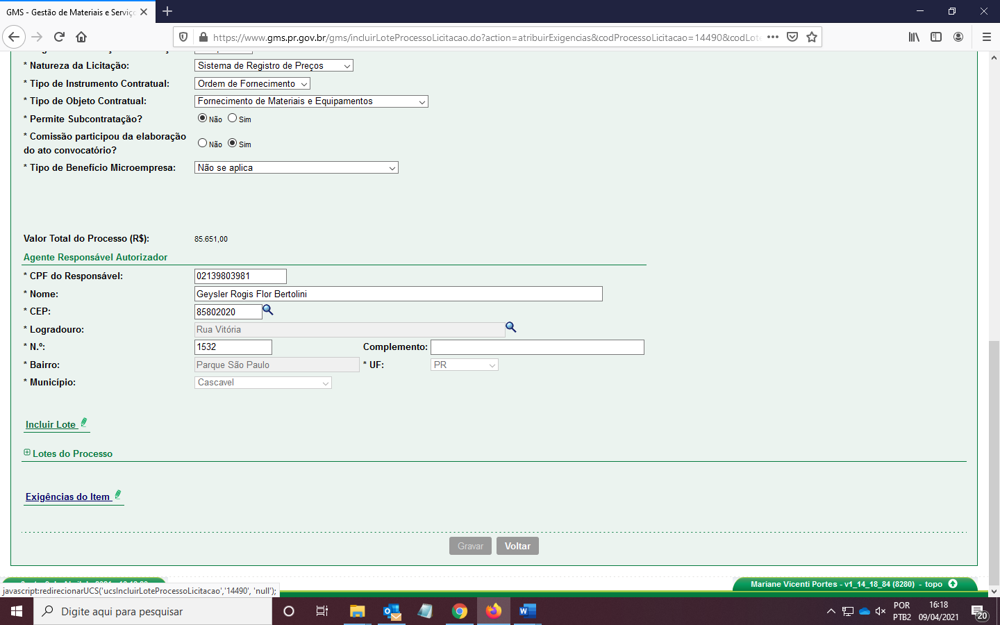 GMS - Gestão de Materiais e Serviço
https://www.gms.pr.gov.br/gms/incluirLoteProcessoLicitacao.do?action=atribuirExigencias&codProcessoLicitacao=14490&codLote
* Natureza da Licitação: Sistema de Registro de Preços
* Tipo de Instrumento Contratual: Ordem de Fornecimento
* Tipo de Objeto Contratual: Fornecimento de Materiais e Equipamentos
* Permite Subcontratação? Não Sim
* Comissão participou da elaboração
do ato convocatório? Não Sim
* Tipo de Benefício Microempresa: Não se aplica
Valor Total do Processo (R$): 85.651,00
Agente Responsável Autorizador
* CPF do Responsável: 02139803981
* Nome: Geysler Rogis Flor Bertolini
* CEP: 85802020
* Logradouro: Rua Vitória
* N.º: 1532 Complemento:
* Bairro: Parque São Paulo * UF: PR
* Município: Cascavel
Incluir Lote
Lotes do Processo
Exigências do Item
Gravar Voltar
Mariane Vicenti Portes - v1_14_18_84 (8280) - topo
javascript:redirecionarUCS('ucsIncluirLoteProcessoLicitacao','14490', 'null');
Digite aqui para pesquisar
POR 16:18
PTB2 09/04/2021 20